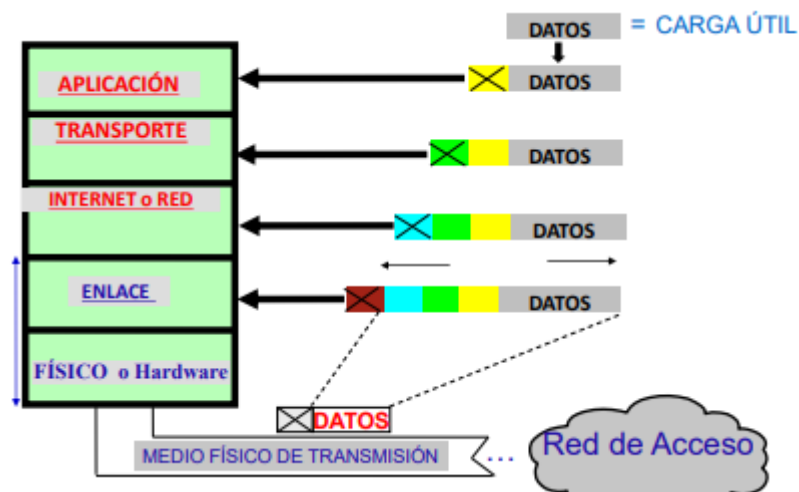 DATOS = CARGA ÚTIL
APLICACIÓN
DATOS
TRANSPORTE
DATOS
INTERNET o RED
DATOS
ENLACE
DATOS
FÍSICO o Hardware
DATOS
MEDIO FÍSICO DE TRANSMISIÓN
...
Red de Acceso